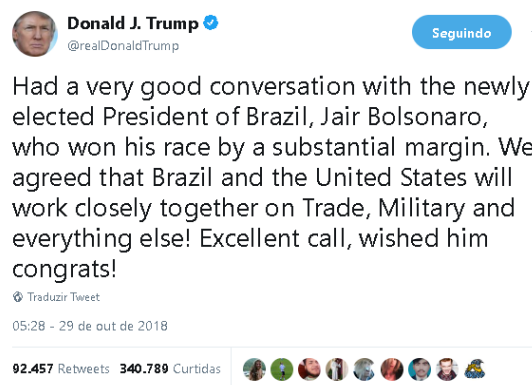 Donald J. Trump
@realDonaldTrump
Seguindo
Had a very good conversation with the newly
elected President of Brazil, Jair Bolsonaro,
who won his race by a substantial margin. We
agreed that Brazil and the United States will
work closely together on Trade, Military and
everything else! Excellent call, wished him
congrats!
Traduzir Tweet
05:28 - 29 de out de 2018
92.457 Retweets 340.789 Curtidas